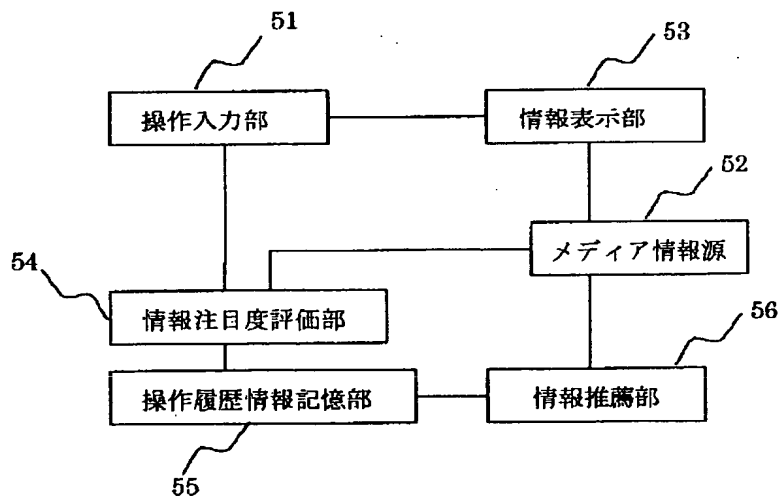 51
53
操作入力部
情報表示部
52
メディア情報源
54
情報注目度評価部
56
操作履歴情報記憶部
情報推薦部
55